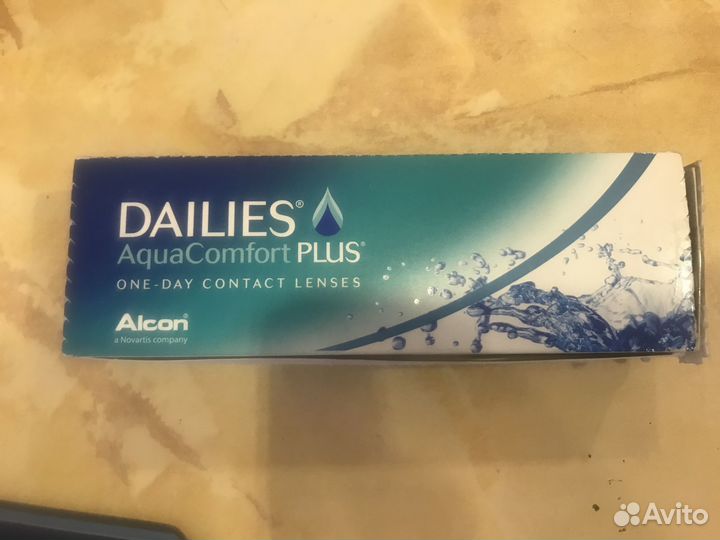 DAILIES®
AquaComfort PLUS®
ONE-DAY CONTACT LENSES
Alcon®
a Novartis company
Avito